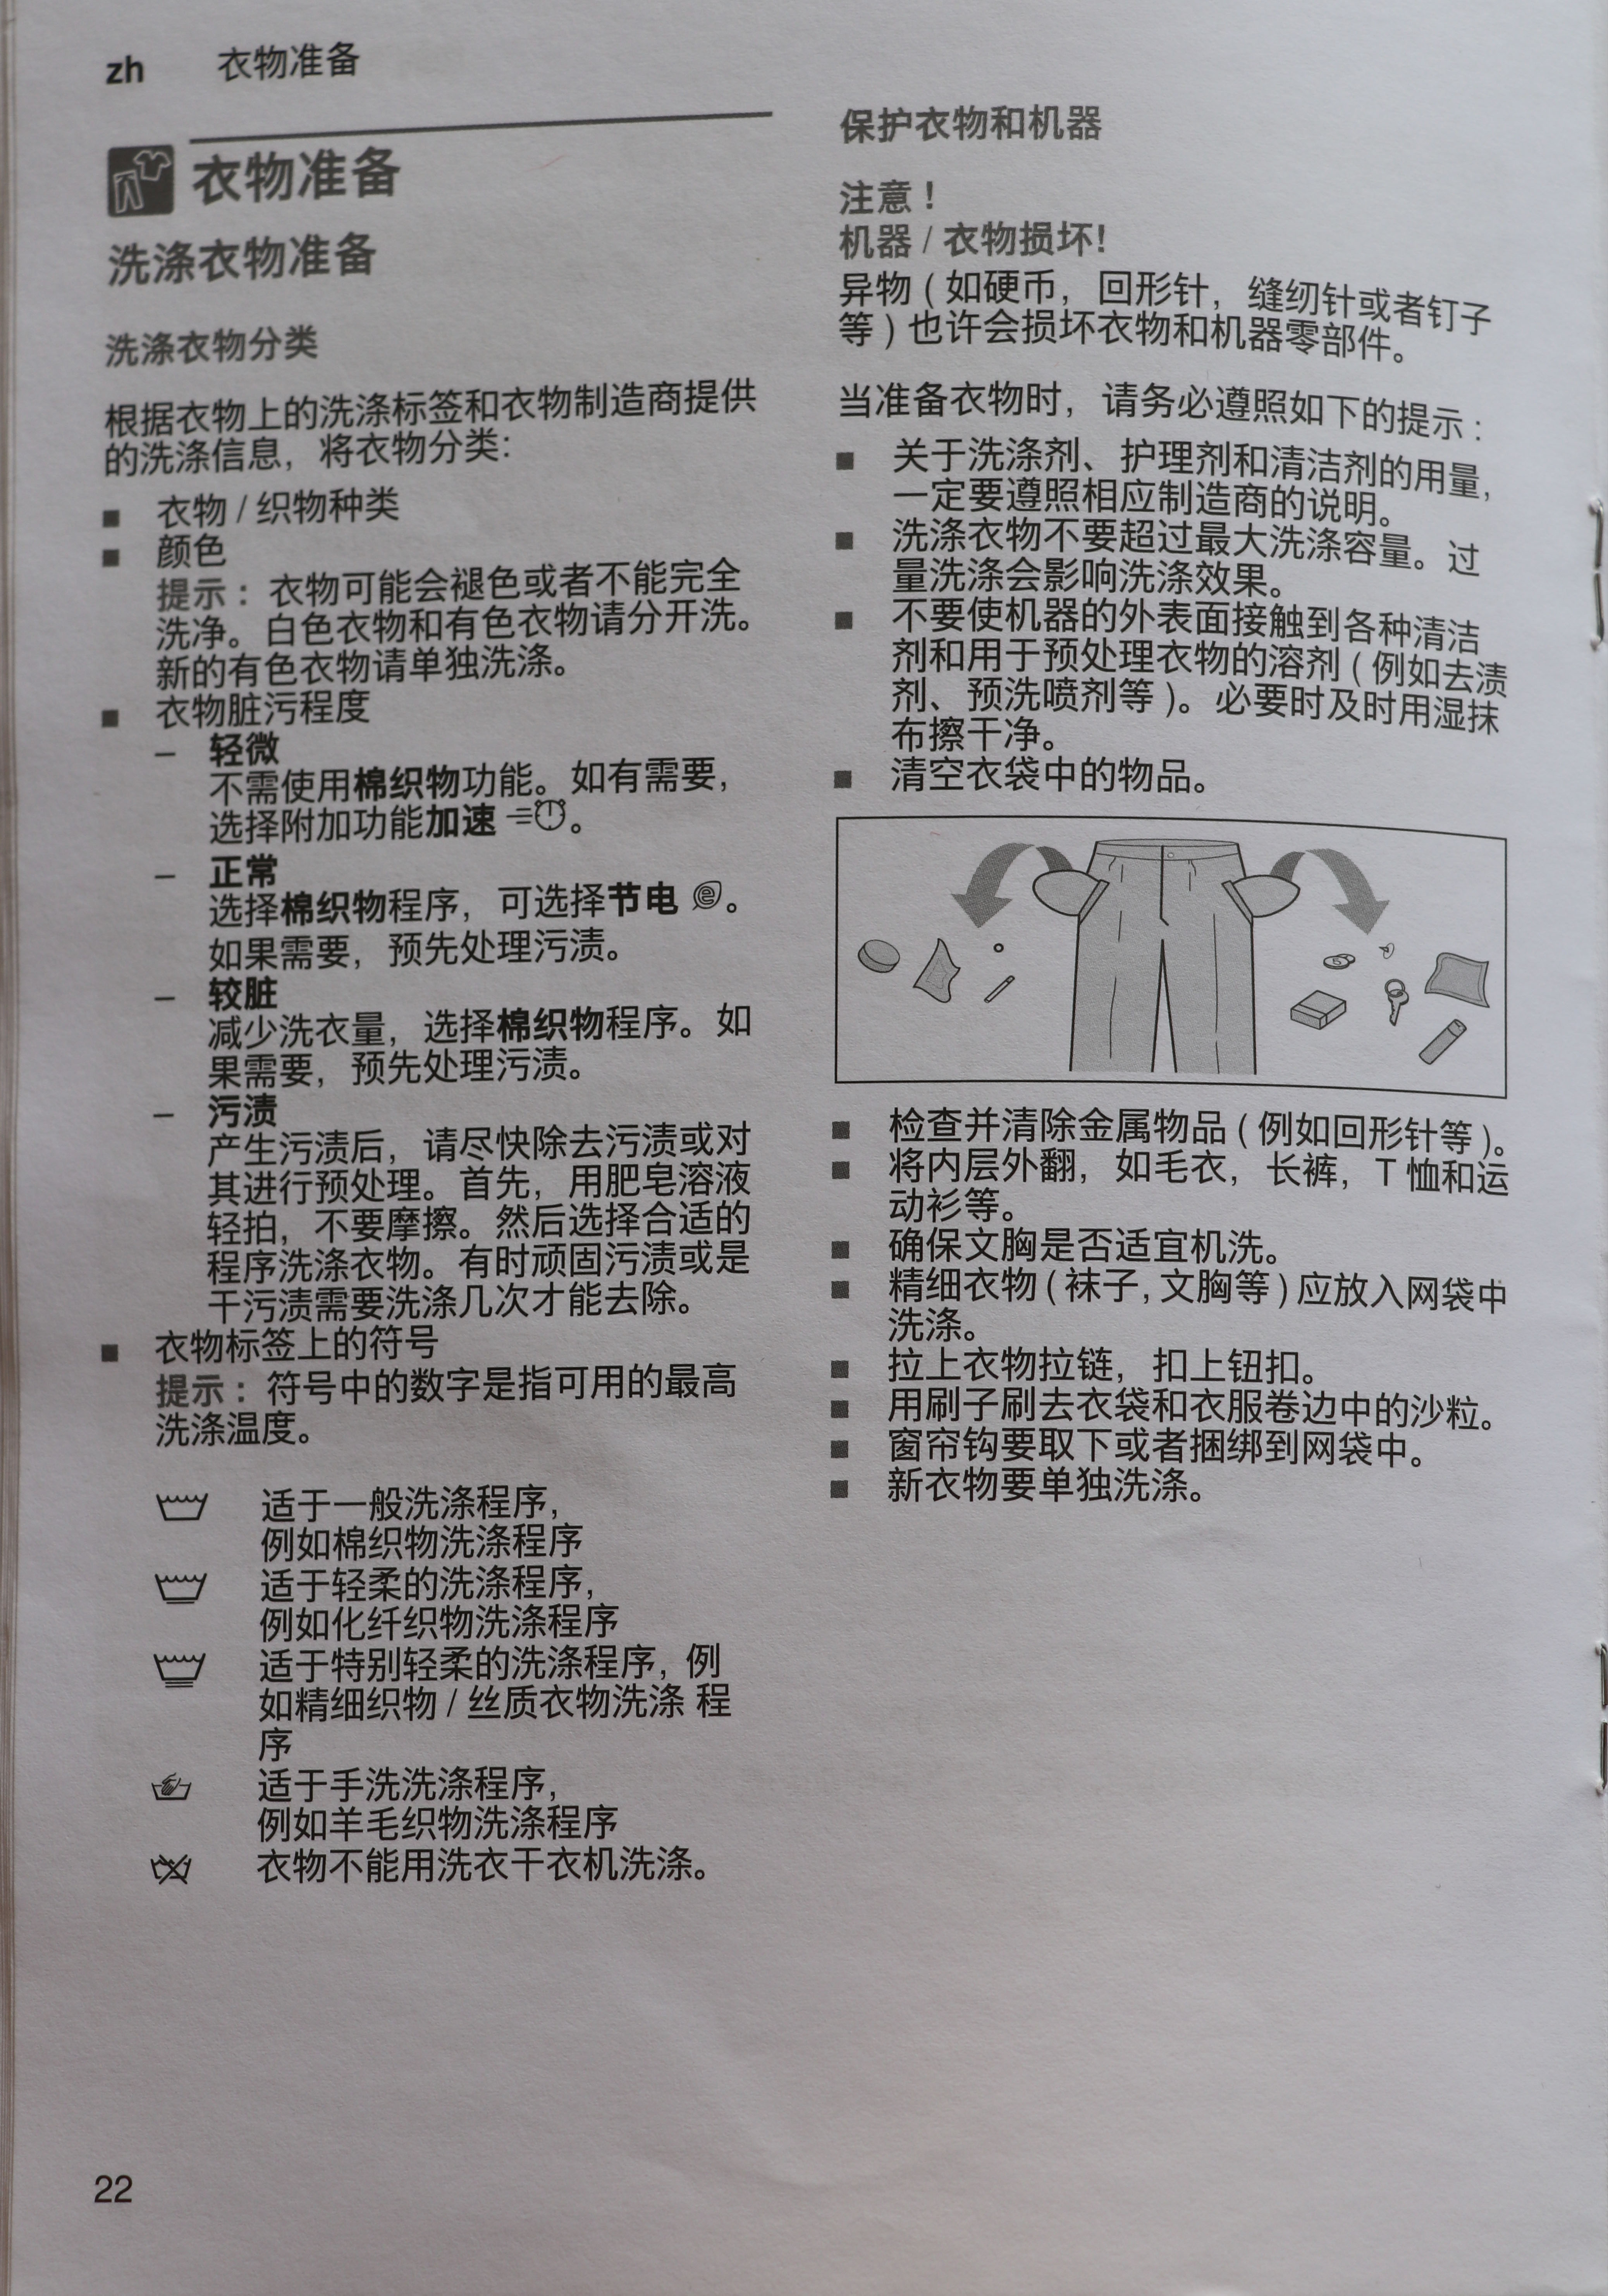 zh 衣物准备
衣物准备
洗涤衣物准备
洗涤衣物分类
根据衣物上的洗涤标签和衣物制造商提供
的洗涤信息，将衣物分类:
■ 衣物 / 织物种类
■ 颜色
提示： 衣物可能会褪色或者不能完全
洗净。白色衣物和有色衣物请分开洗。
新的有色衣物请单独洗涤。
■ 衣物脏污程度
– 轻微
不需使用棉织物功能。如有需要，
选择附加功能加速 。
– 正常
选择棉织物程序，可选择节电 。
如果需要，预先处理污渍。
– 较脏
减少洗衣量，选择棉织物程序。如
果需要，预先处理污渍。
– 污渍
产生污渍后，请尽快除去污渍或对
其进行预处理。首先，用肥皂溶液
轻拍，不要摩擦。然后选择合适的
程序洗涤衣物。有时顽固污渍或是
干污渍需要洗涤几次才能去除。
■ 衣物标签上的符号
提示： 符号中的数字是指可用的最高
洗涤温度。
适于一般洗涤程序，
例如棉织物洗涤程序
适于轻柔的洗涤程序，
例如化纤织物洗涤程序
适于特别轻柔的洗涤程序，例
如精细织物 / 丝质衣物洗涤 程
序
适于手洗洗涤程序，
例如羊毛织物洗涤程序
衣物不能用洗衣干衣机洗涤。
保护衣物和机器
注意！
机器 / 衣物损坏!
异物 ( 如硬币，回形针，缝纫针或者钉子
等 ) 也许会损坏衣物和机器零部件。
当准备衣物时，请务必遵照如下的提示：
■ 关于洗涤剂、护理剂和清洁剂的用量，
一定要遵照相应制造商的说明。
■ 洗涤衣物不要超过最大洗涤容量。过
量洗涤会影响洗涤效果。
■ 不要使机器的外表面接触到各种清洁
剂和用于预处理衣物的溶剂 ( 例如去渍
剂、预洗喷剂等 )。必要时及时用湿抹
布擦干净。
■ 清空衣袋中的物品。
5
■ 检查并清除金属物品 ( 例如回形针等 )。
■ 将内层外翻，如毛衣，长裤，T 恤和运
动衫等。
■ 确保文胸是否适宜机洗。
■ 精细衣物 ( 袜子, 文胸等 ) 应放入网袋中
洗涤。
■ 拉上衣物拉链，扣上钮扣。
■ 用刷子刷去衣袋和衣服卷边中的沙粒。
■ 窗帘钩要取下或者捆绑到网袋中。
■ 新衣物要单独洗涤。
22